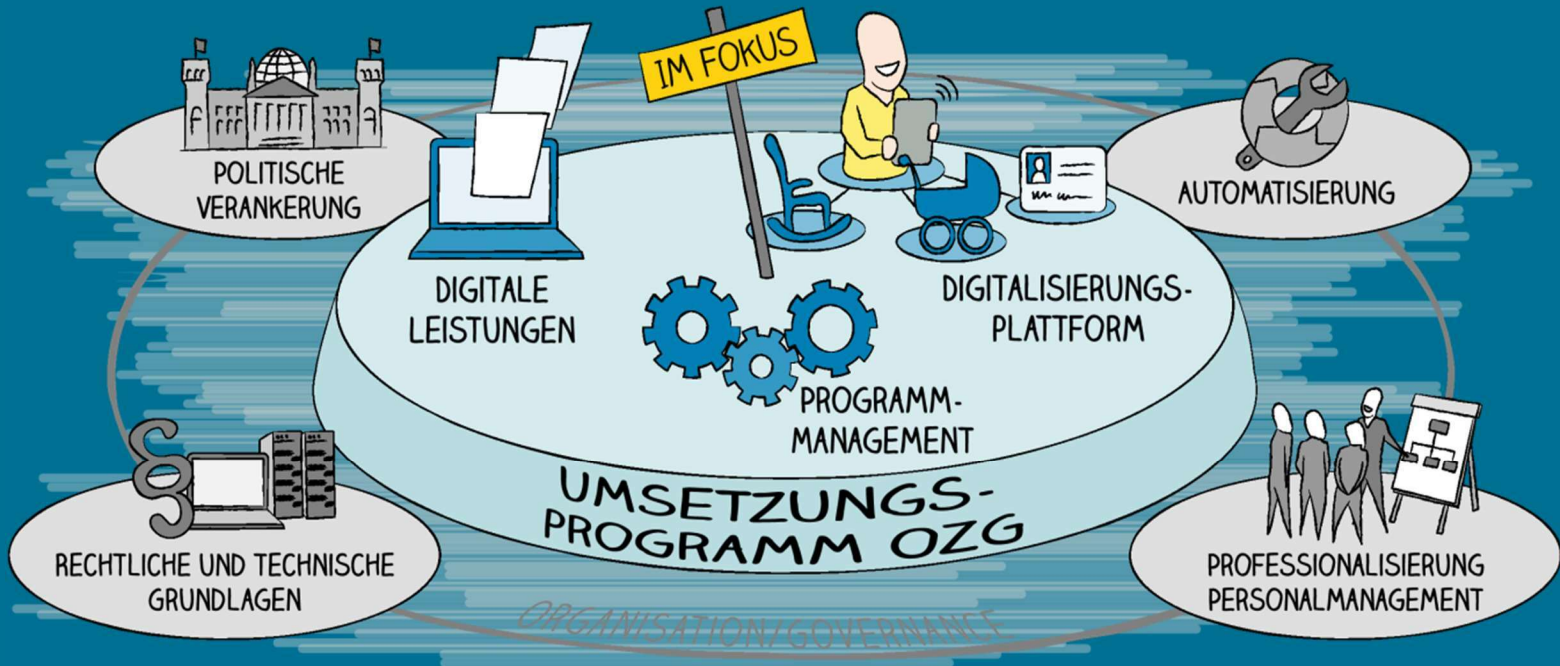 IM FOKUS
POLITISCHE
VERANKERUNG
AUTOMATISIERUNG
DIGITALE
LEISTUNGEN
DIGITALISIERUNGS-
PLATTFORM
PROGRAMM-
MANAGEMENT
UMSETZUNGS-
PROGRAMM OZG
RECHTLICHE UND TECHNISCHE
GRUNDLAGEN
PROFESSIONALISIERUNG
PERSONALMANAGEMENT
ORGANISATION/GOVERNANCE